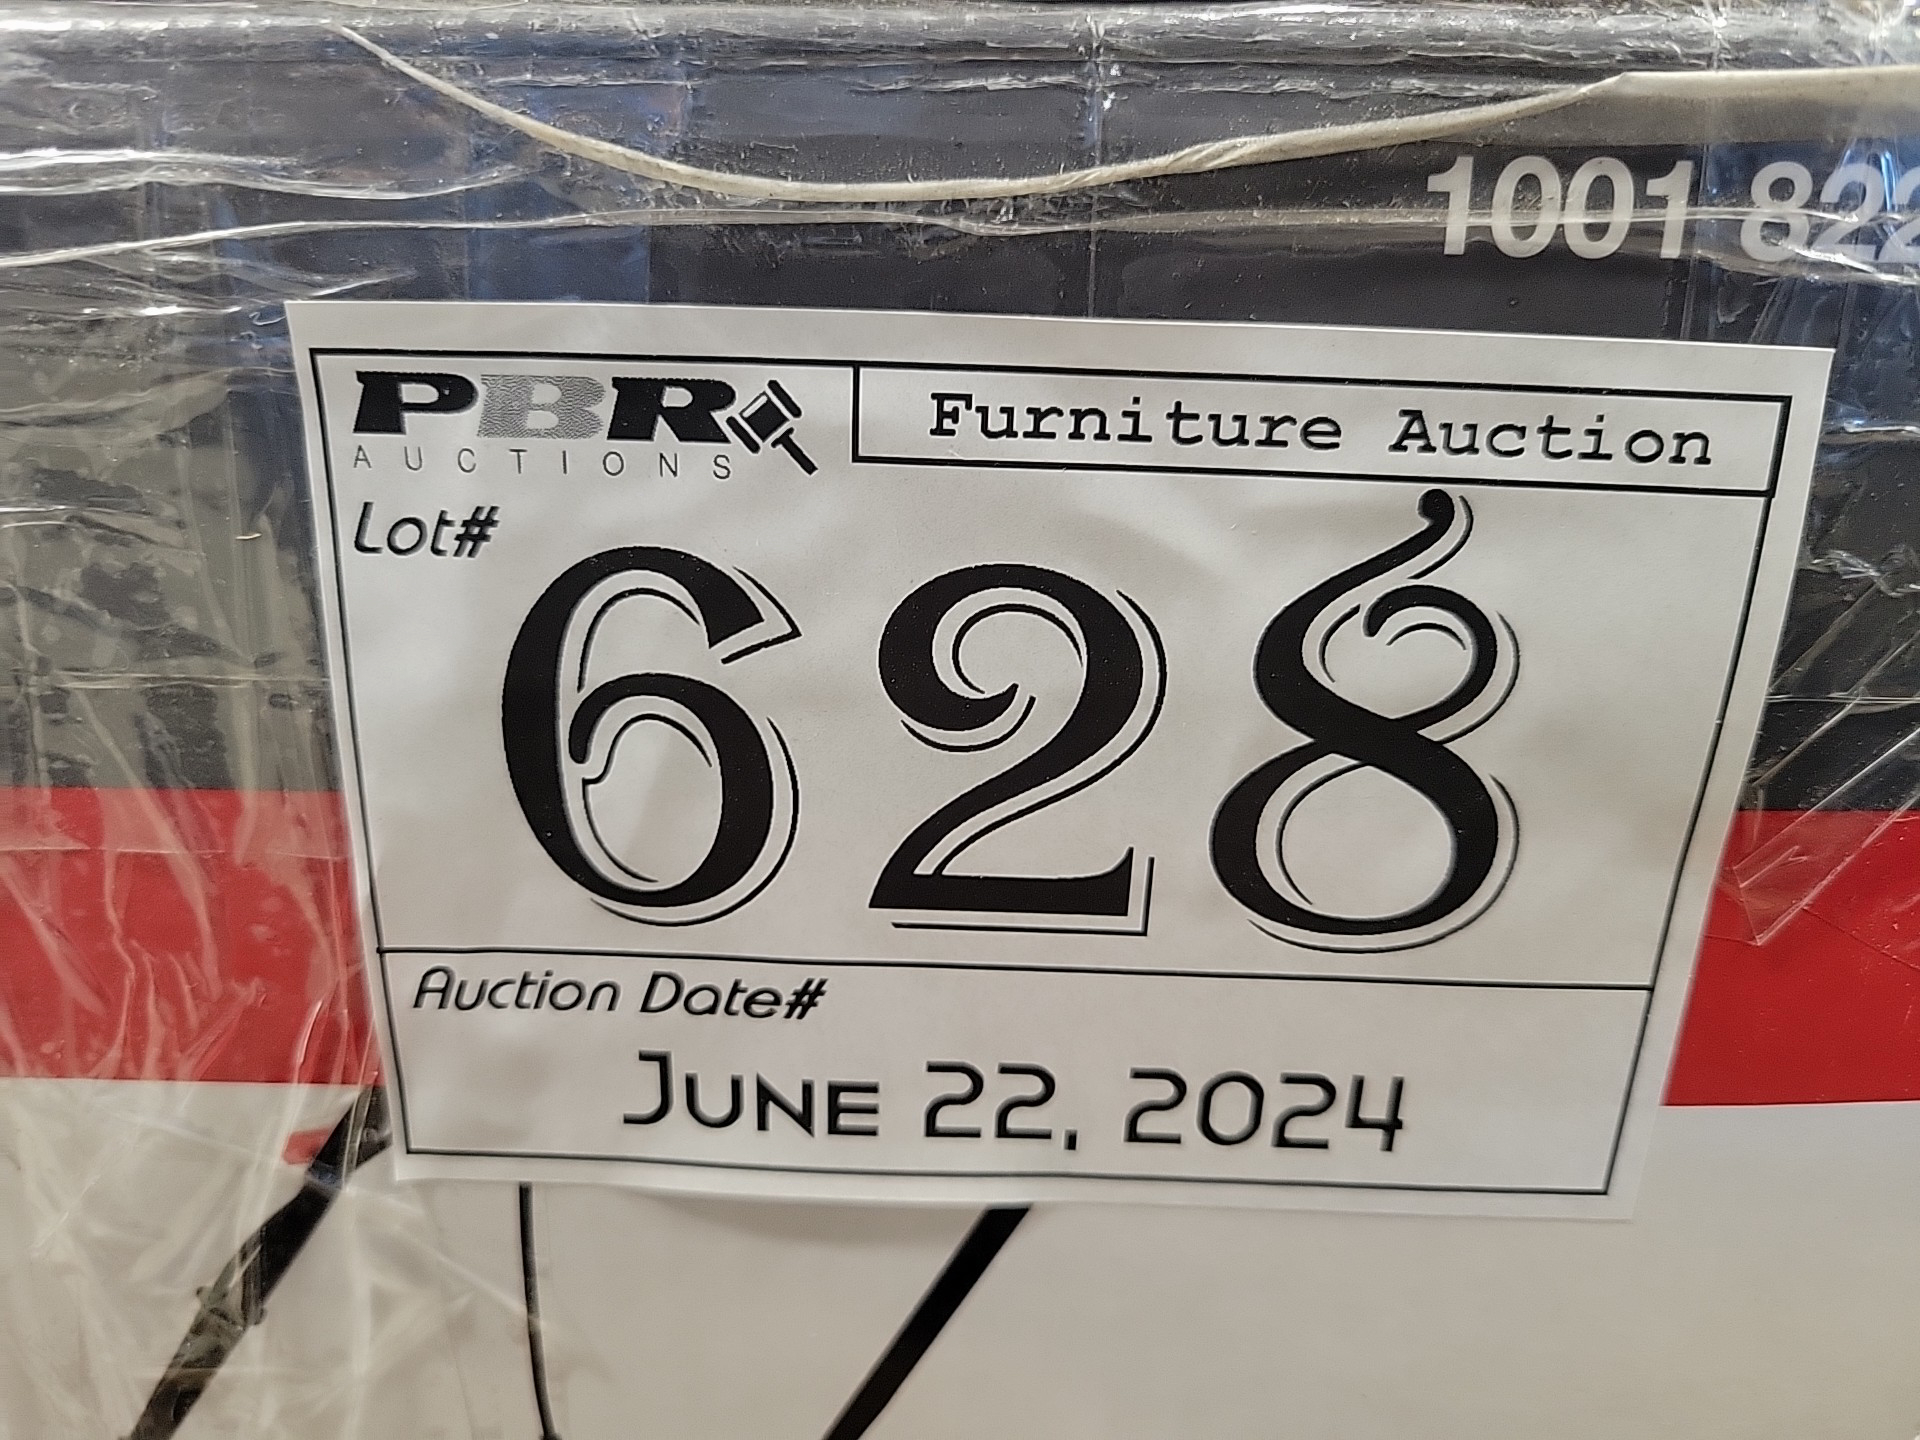 1001 822
PBR
AUCTIONS
Furniture Auction
Lot#
628
Auction Date#
June 22, 2024